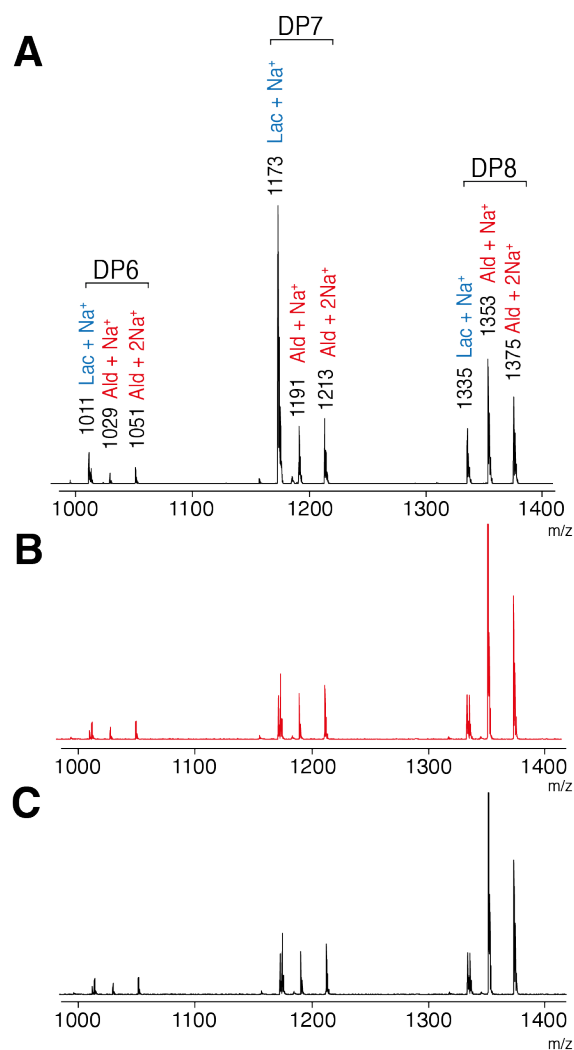 A
DP7
1173 Lac + Na⁺
1191 Ald + Na⁺
1213 Ald + 2Na⁺
DP8
1335 Lac + Na⁺
1353 Ald + Na⁺
1375 Ald + 2Na⁺
DP6
1011 Lac + Na⁺
1029 Ald + Na⁺
1051 Ald + 2Na⁺
1000 1100 1200 1300 1400
m/z
B
1000 1100 1200 1300 1400
m/z
C
1000 1100 1200 1300 1400
m/z